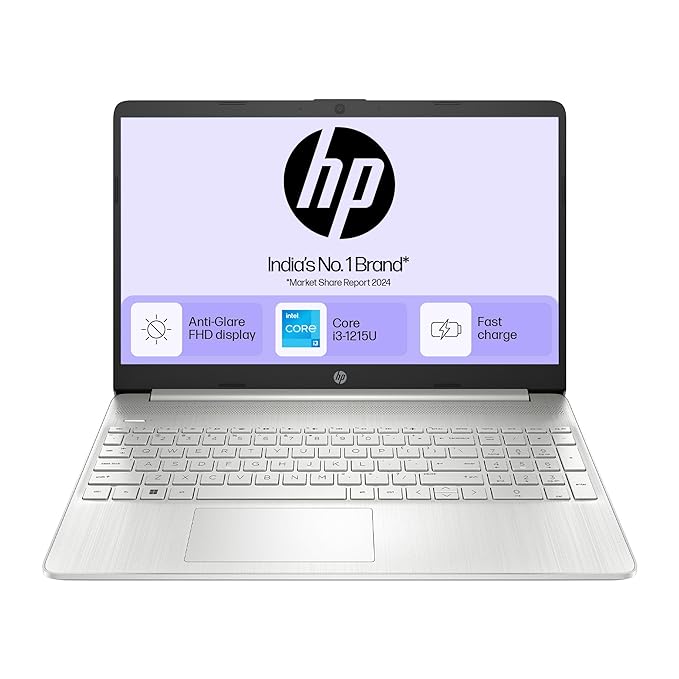 hp
India's No. 1 Brand*
*Market Share Report 2024
Anti-Glare
FHD display
intel.
CORE
i3
Core
i3-1215U
Fast
charge
hp
Q W E R T Y U I O P
A S D F G H J K L
Z X C V B N M